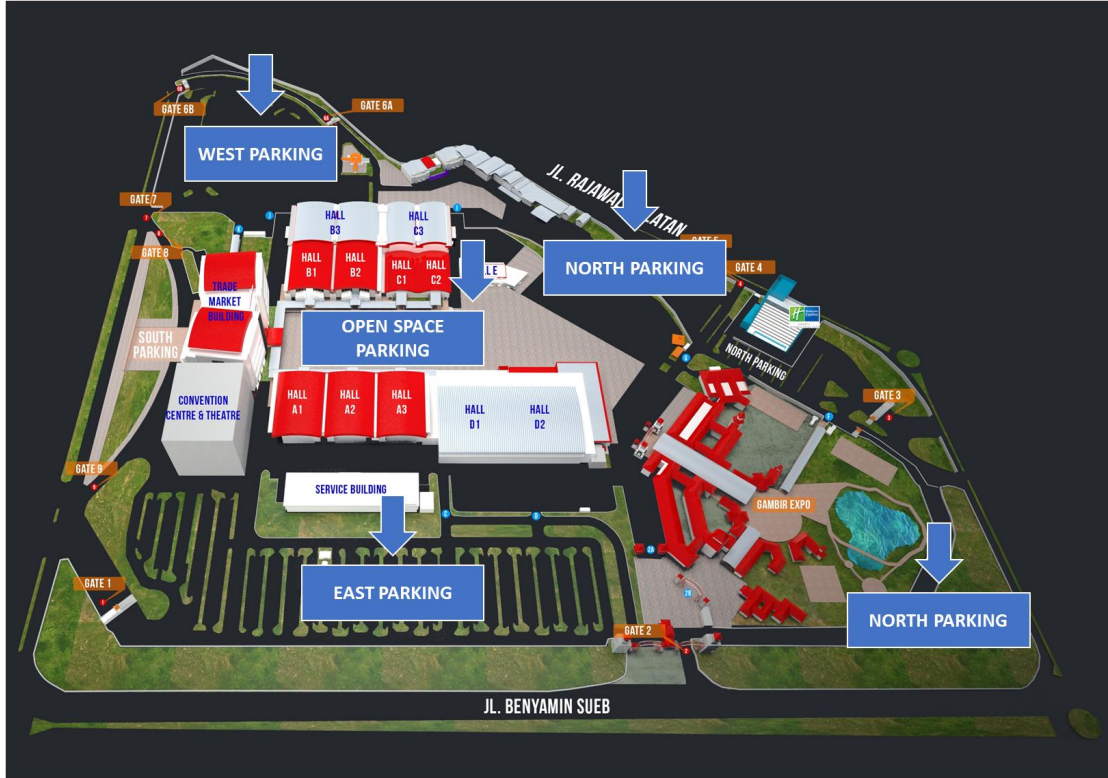 GATE 6B
GATE 6A
WEST PARKING
JL. RAJAWALI SELATAN
GATE 7
GATE 4
NORTH PARKING
HALL
B3
HALL
C3
HALL
B1
HALL
B2
HALL
C1
HALL
C2
TRADE
MARKET
BUILDING
OPEN SPACE
PARKING
SOUTH
PARKING
NORTH PARKING
GATE 3
CONVENTION
CENTRE & THEATRE
HALL
A1
HALL
A2
HALL
A3
HALL
D1
HALL
D2
GATE 9
SERVICE BUILDING
GAMBIR EXPO
GATE 1
EAST PARKING
2A
2B
GATE 2
NORTH PARKING
JL. BENYAMIN SUEB